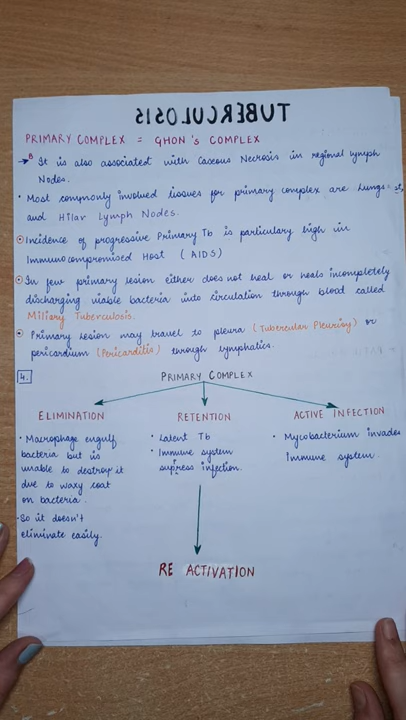 TUBERCULOSIS
PRIMARY COMPLEX = GHON's COMPLEX
→ It is also associated with Caseous Necrosis in regional lymph
Nodes.
• Most commonly involved tissues for primary complex are Lungs
and Hilar Lymph Nodes.
Incidence of progressive Primary Tb is particulary high in
Immunocompromised Host (AIDS)
In few primary lesion either does not heal or heals incompletely
discharging viable bacteria into circulation through blood called
Miliary Tuberculosis.
Primary lesion may travel to pleura (Tubercular Pleurisy) or
pericardium (Pericarditis) through lymphatics.
4. PRIMARY COMPLEX
ELIMINATION
• Macrophage engulf
bacteria but is
unable to destroy it
due to waxy coat
on bacteria.
• So it doesn't
eliminate easily.
RETENTION
• Latent Tb
• Immune system
supress infection.
RE ACTIVATION
ACTIVE INFECTION
• Mycobacterium invades
Immune system.